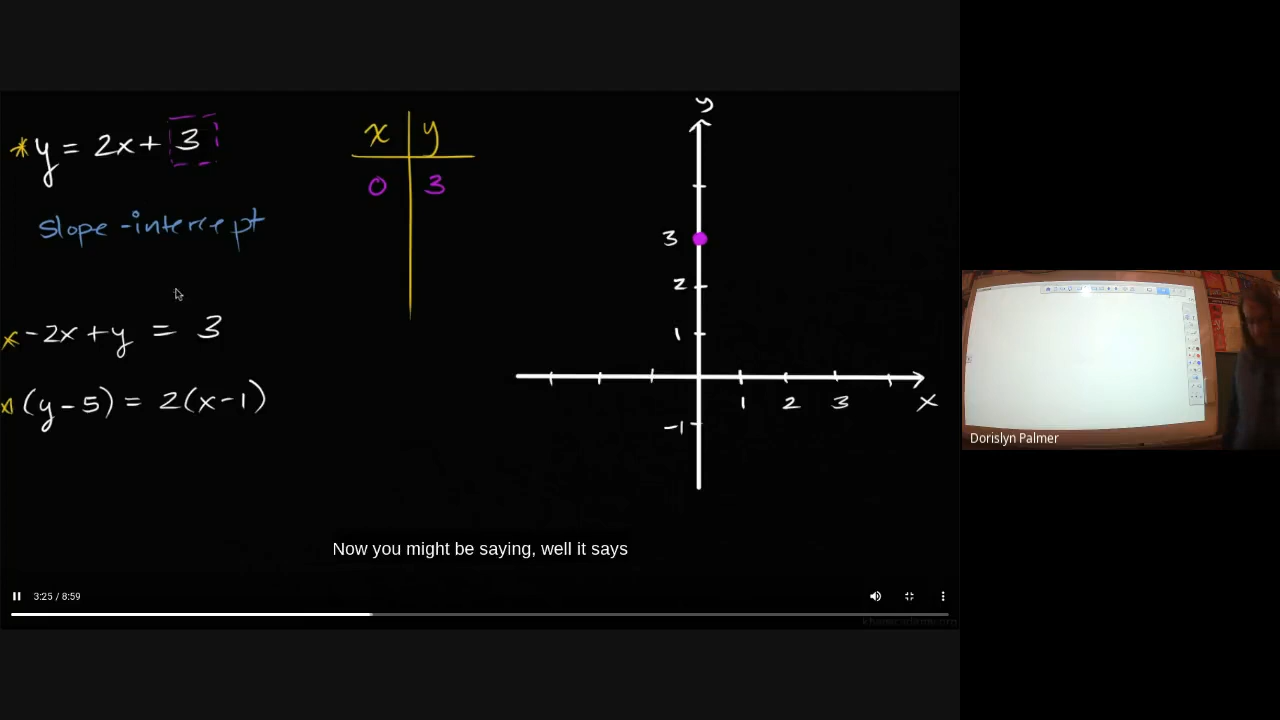 *y = 2x + 3
slope-intercept
x -2x + y = 3
(y - 5) = 2(x - 1)
x y
0 3
y
3
2
1
1 2 3 x
-1
Now you might be saying, well it says
3:25 / 8:59
Dorislyn Palmer